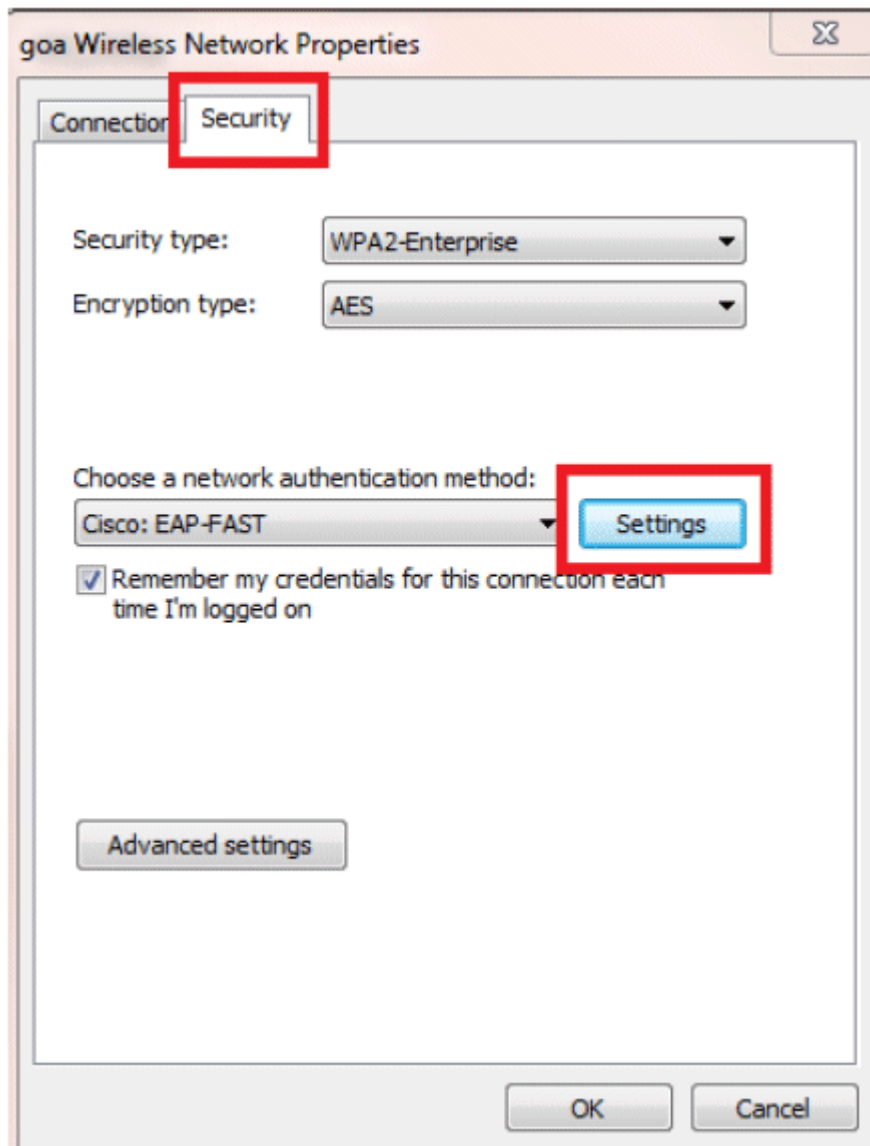 goa Wireless Network Properties
Connection
Security
Security type:
WPA2-Enterprise
Encryption type:
AES
Choose a network authentication method:
Cisco: EAP-FAST
Settings
Remember my credentials for this connection each
time I'm logged on
Advanced settings
OK
Cancel